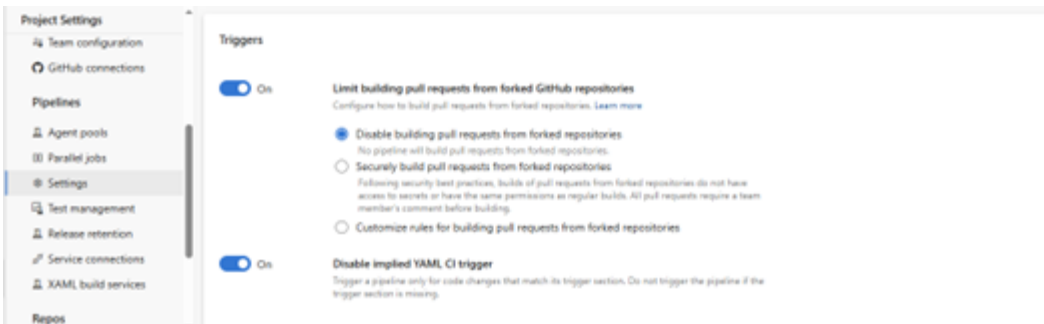 Project Settings
Team configuration
GitHub connections
Pipelines
Agent pools
Parallel jobs
Settings
Test management
Release retention
Service connections
XAML build services
Repos
Triggers
On
Limit building pull requests from forked GitHub repositories
Configure how to build pull requests from forked repositories. Learn more
Disable building pull requests from forked repositories
No pipeline will build pull requests from forked repositories.
Securely build pull requests from forked repositories
Following security best practices, builds of pull requests from forked repositories do not have
access to secrets or have the same permissions as regular builds. All pull requests require a team
member's comment before building.
Customize rules for building pull requests from forked repositories
On
Disable implied YAML CI trigger
Trigger a pipeline only for code changes that match its trigger section. Do not trigger the pipeline if the
trigger section is missing.